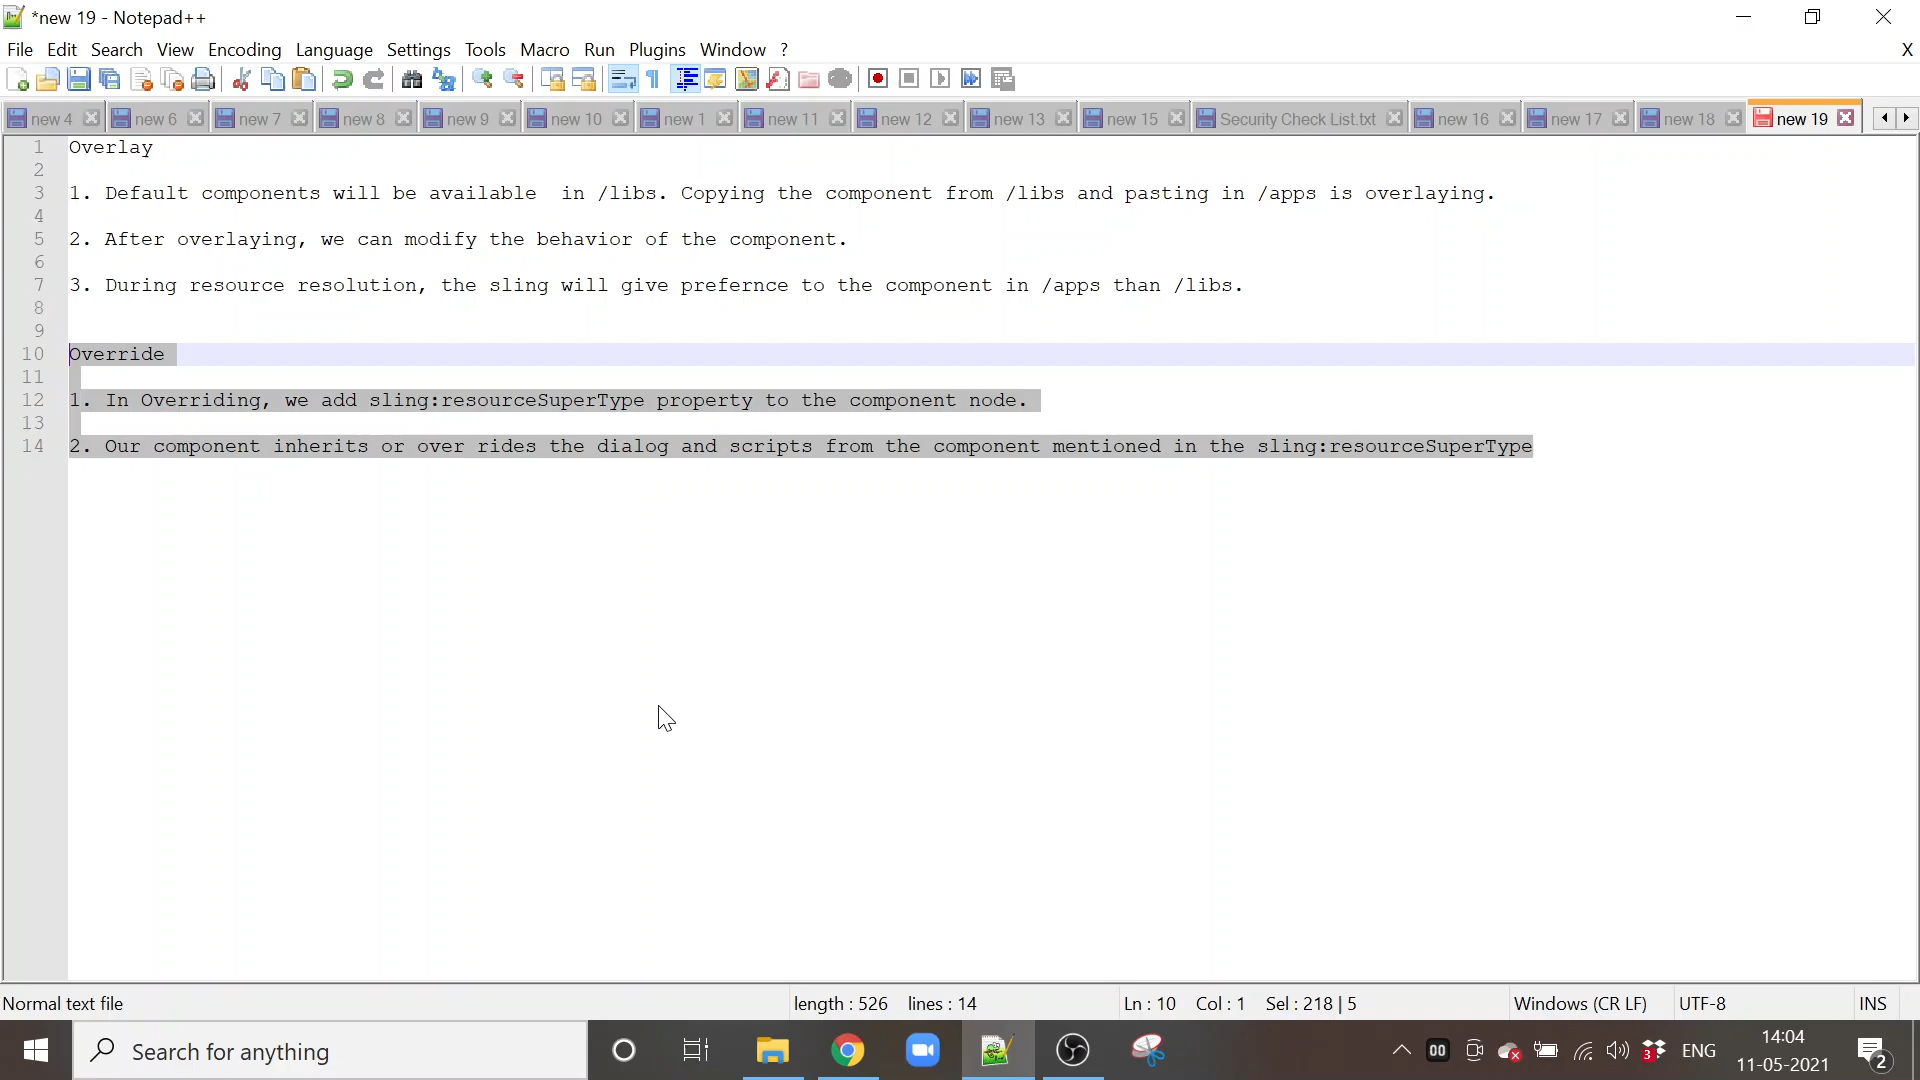 *new 19 - Notepad++
File Edit Search View Encoding Language Settings Tools Macro Run Plugins Window ? X
new 4 new 6 new 7 new 8 new 9 new 10 new 1 new 11 new 12 new 13 new 15 Security Check List.txt new 16 new 17 new 18 new 19
1 Overlay
2
3 1. Default components will be available  in /libs. Copying the component from /libs and pasting in /apps is overlaying.
4
5 2. After overlaying, we can modify the behavior of the component.
6
7 3. During resource resolution, the sling will give prefernce to the component in /apps than /libs.
8
9
10 Override
11
12 1. In Overriding, we add sling:resourceSuperType property to the component node.
13
14 2. Our component inherits or over rides the dialog and scripts from the component mentioned in the sling:resourceSuperType
Normal text file length : 526 lines : 14 Ln : 10 Col : 1 Sel : 218 | 5 Windows (CR LF) UTF-8 INS
Search for anything 3 ENG 14:04 2
11-05-2021